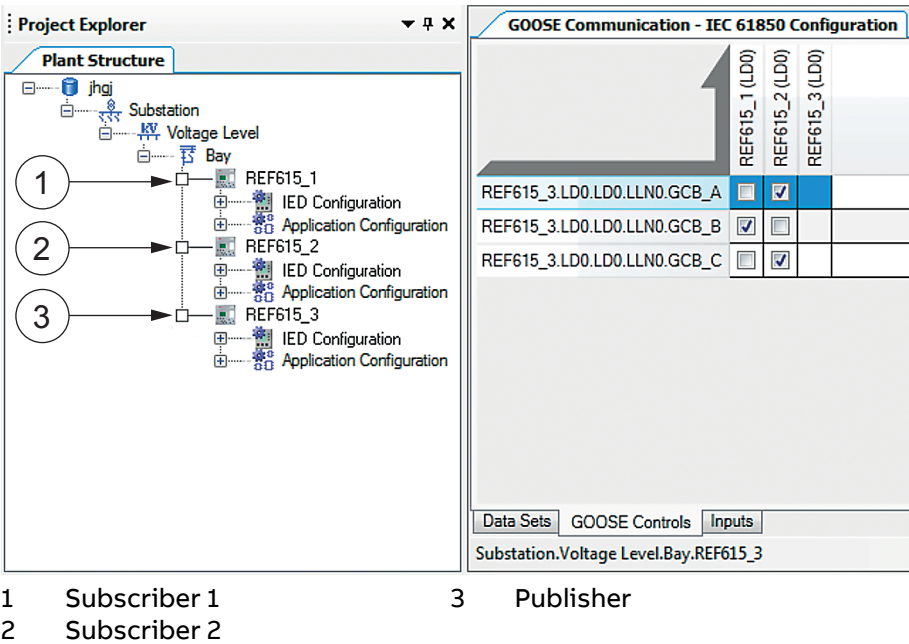 Project Explorer
Plant Structure
jhgj
Substation
Voltage Level
Bay
1
REF615_1
IED Configuration
Application Configuration
2
REF615_2
IED Configuration
Application Configuration
3
REF615_3
IED Configuration
Application Configuration
GOOSE Communication - IEC 61850 Configuration
REF615_1 (LD0)
REF615_2 (LD0)
REF615_3 (LD0)
REF615_3.LD0.LD0.LLN0.GCB_A
REF615_3.LD0.LD0.LLN0.GCB_B
REF615_3.LD0.LD0.LLN0.GCB_C
Data Sets GOOSE Controls Inputs
Substation.Voltage Level.Bay.REF615_3
1 Subscriber 1
2 Subscriber 2
3 Publisher